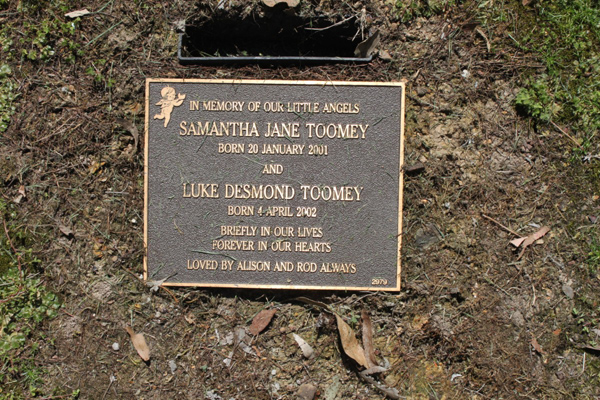 IN MEMORY OF OUR LITTLE ANGELS
SAMANTHA JANE TOOMEY
BORN 20 JANUARY 2001
AND
LUKE DESMOND TOOMEY
BORN 4 APRIL 2002
BRIEFLY IN OUR LIVES
FOREVER IN OUR HEARTS
LOVED BY ALISON AND ROD ALWAYS
2979